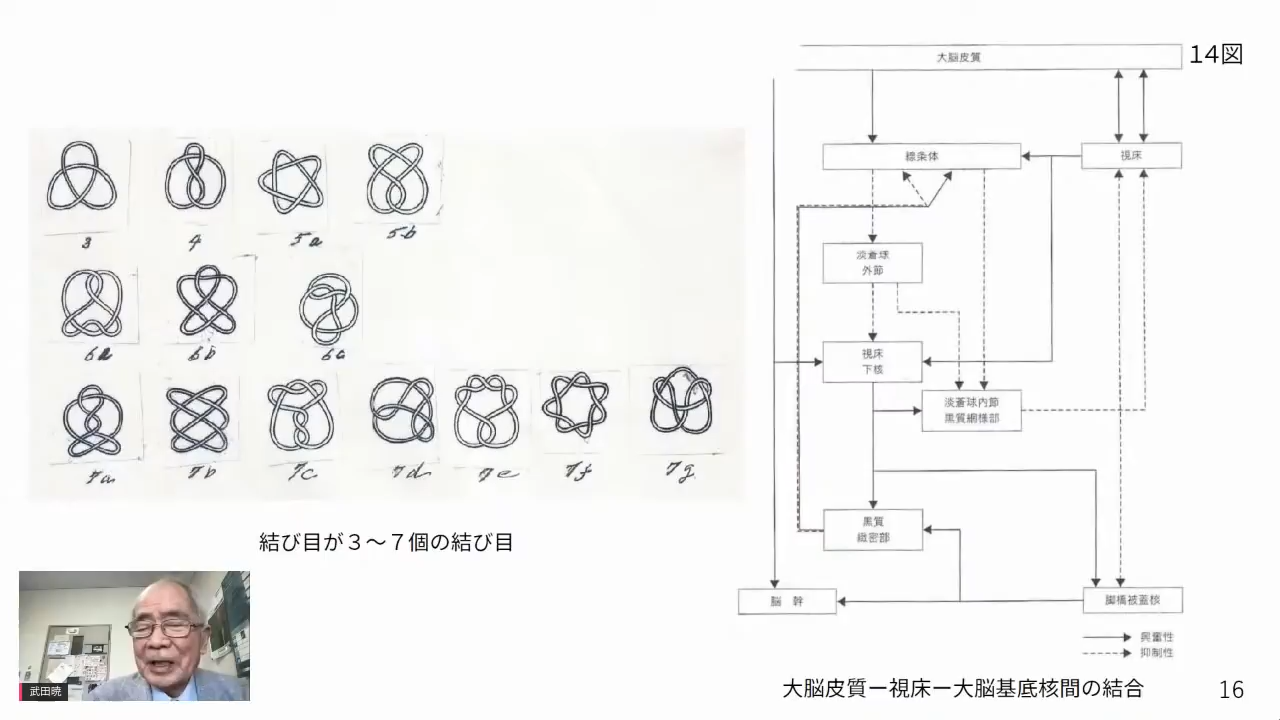 14図
大脳皮質
線条体
視床
淡蒼球
外節
視床
下核
淡蒼球内節
黒質網様部
黒質
緻密部
脳 幹
脚橋被蓋核
興奮性
抑制性
大脳皮質ー視床ー大脳基底核間の結合
16
3
4
5a
5b
6a
6b
6c
7a
7b
7c
7d
7e
7f
7g
結び目が３～７個の結び目
武田暁